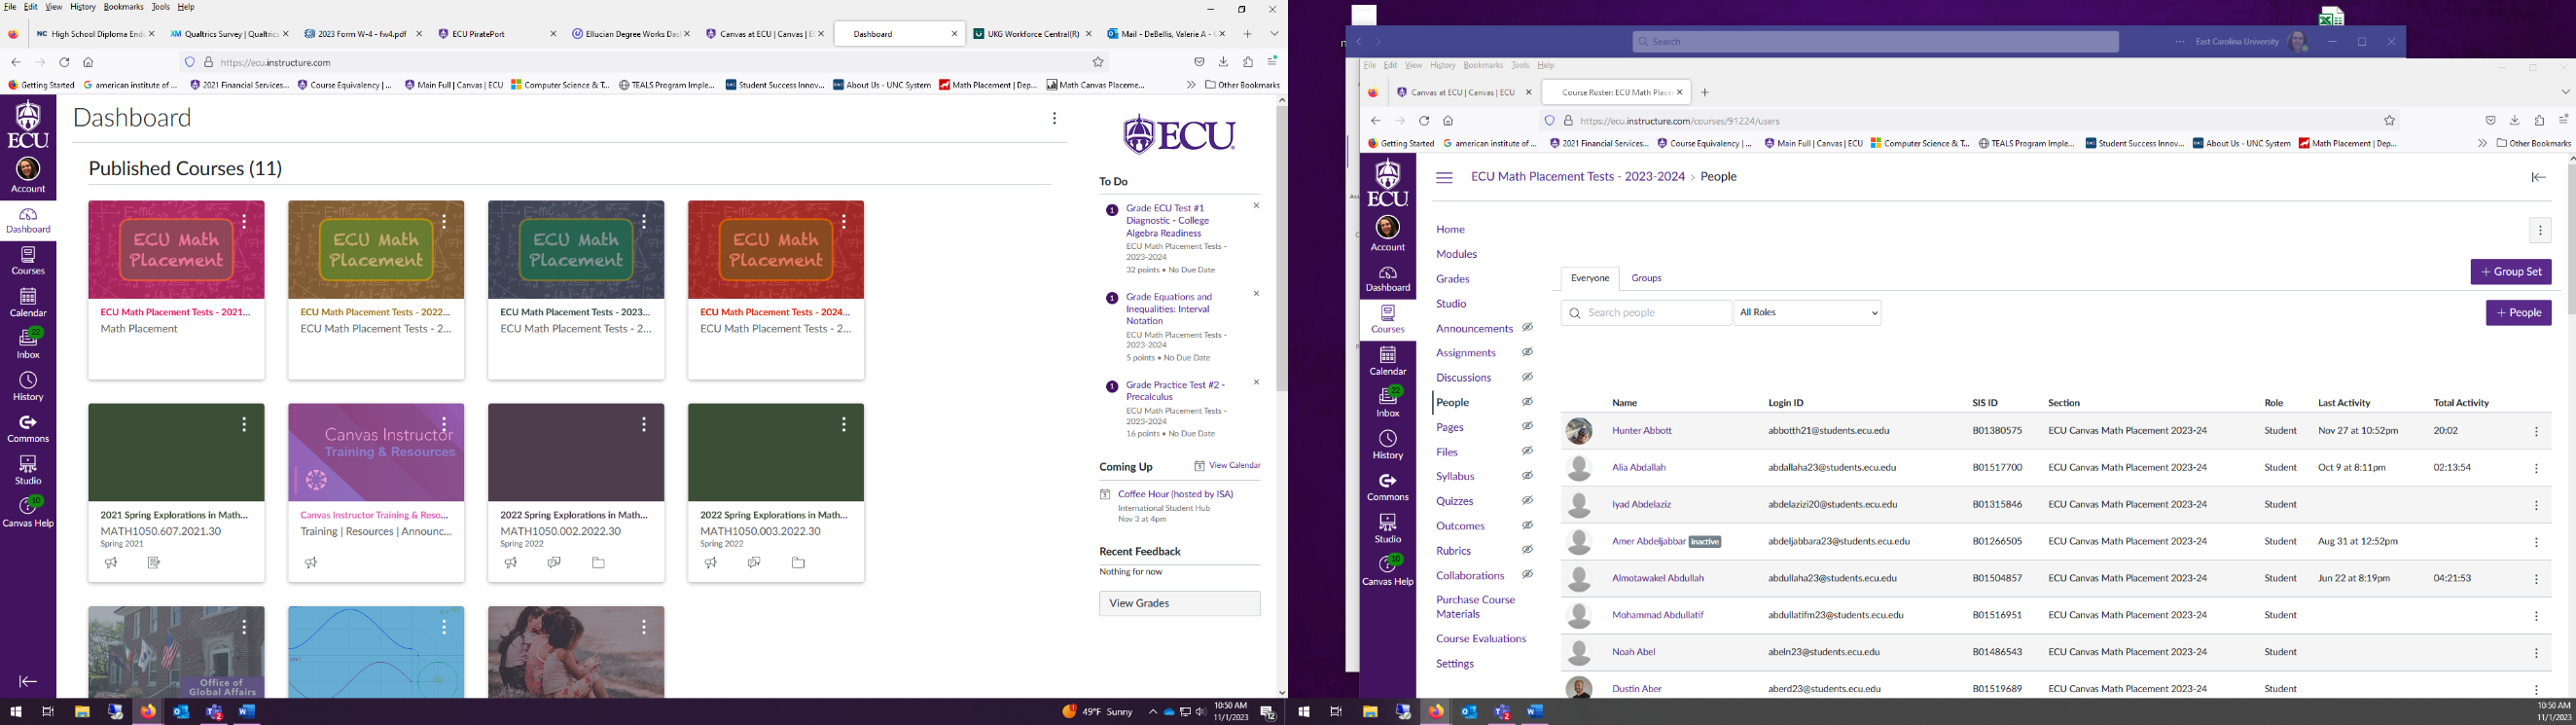 File Edit View History Bookmarks Tools Help
NC High School Diploma Endo
XM Qualtrics Survey | Qualtrics
2023 Form W-4 - fw4.pdf
ECU PiratePort
Ellucian Degree Works Das
Canvas at ECU | Canvas | E
Dashboard
UKG Workforce Central(R)
Mail - DeBellis, Valerie A -
https://ecu.instructure.com
Getting Started
american institute of ...
2021 Financial Services...
Course Equivalency | ...
Main Full | Canvas | ECU
Computer Science & T...
TEALS Program Imple...
Student Success Innov...
About Us - UNC System
Math Placement | Dep...
Math Canvas Placeme...
Other Bookmarks
ECU
Account
Dashboard
Courses
Calendar
22
Inbox
History
Commons
Studio
10
Canvas Help
Dashboard
Published Courses (11)
ECU Math Placement
ECU Math Placement Tests - 2021...
Math Placement
ECU Math Placement
ECU Math Placement Tests - 2022...
ECU Math Placement Tests - 2...
ECU Math Placement
ECU Math Placement Tests - 2023...
ECU Math Placement Tests - 2...
ECU Math Placement
ECU Math Placement Tests - 2024...
ECU Math Placement Tests - 2...
2021 Spring Explorations in Math...
MATH1050.607.2021.30
Spring 2021
Canvas Instructor
Training & Resources
Canvas Instructor Training & Reso...
Training | Resources | Announc...
2022 Spring Explorations in Math...
MATH1050.002.2022.30
Spring 2022
2022 Spring Explorations in Math...
MATH1050.003.2022.30
Spring 2022
Office of
Global Affairs
ECU
To Do
1
Grade ECU Test #1
Diagnostic - College
Algebra Readiness
ECU Math Placement Tests -
2023-2024
32 points • No Due Date
1
Grade Equations and
Inequalities: Interval
Notation
ECU Math Placement Tests -
2023-2024
5 points • No Due Date
1
Grade Practice Test #2 -
Precalculus
ECU Math Placement Tests -
2023-2024
16 points • No Due Date
Coming Up
View Calendar
Coffee Hour (hosted by ISA)
International Student Hub
Nov 3 at 4pm
Recent Feedback
Nothing for now
View Grades
49°F Sunny
10:50 AM
11/1/2023
Search
East Carolina University
File Edit View History Bookmarks Tools Help
Canvas at ECU | Canvas | ECU
Course Roster: ECU Math Place
https://ecu.instructure.com/courses/91224/users
Getting Started
american institute of ...
2021 Financial Services...
Course Equivalency | ...
Main Full | Canvas | ECU
Computer Science & T...
TEALS Program Imple...
Student Success Innov...
About Us - UNC System
Math Placement | Dep...
Other Bookmarks
ECU
Account
Dashboard
Courses
Calendar
22
Inbox
History
Commons
Studio
10
Canvas Help
ECU Math Placement Tests - 2023-2024 > People
Home
Modules
Grades
Studio
Announcements
Assignments
Discussions
People
Pages
Files
Syllabus
Quizzes
Outcomes
Rubrics
Collaborations
Purchase Course
Materials
Course Evaluations
Settings
Everyone Groups
+ Group Set
Search people
All Roles
+ People
Name Login ID SIS ID Section Role Last Activity Total Activity
Hunter Abbott abbotth21@students.ecu.edu B01380575 ECU Canvas Math Placement 2023-24 Student Nov 27 at 10:52pm 20:02
Alia Abdallah abdallaha23@students.ecu.edu B01517700 ECU Canvas Math Placement 2023-24 Student Oct 9 at 8:11pm 02:13:54
Iyad Abdelaziz abdelazizi20@students.ecu.edu B01315846 ECU Canvas Math Placement 2023-24 Student
Amer Abdeljabbar inactive abdeljabbara23@students.ecu.edu B01266505 ECU Canvas Math Placement 2023-24 Student Aug 31 at 12:52pm
Almotawakel Abdullah abdullaha23@students.ecu.edu B01504857 ECU Canvas Math Placement 2023-24 Student Jun 22 at 8:19pm 04:21:53
Mohammad Abdullatif abdullatifm23@students.ecu.edu B01516951 ECU Canvas Math Placement 2023-24 Student
Noah Abel abeln23@students.ecu.edu B01486543 ECU Canvas Math Placement 2023-24 Student
Dustin Aber aberd23@students.ecu.edu B01519689 ECU Canvas Math Placement 2023-24 Student
10:50 AM
11/1/2023